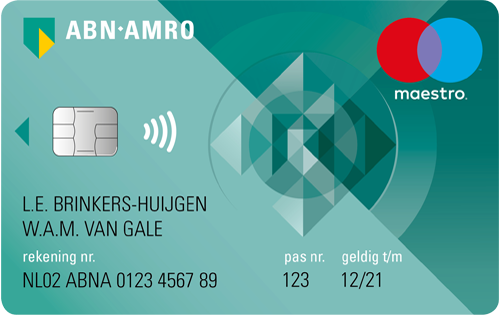 ABN·AMRO
maestro.
L.E. BRINKERS-HUIJGEN
W.A.M. VAN GALE
rekening nr. pas nr. geldig t/m
NL02 ABNA 0123 4567 89 123 12/21